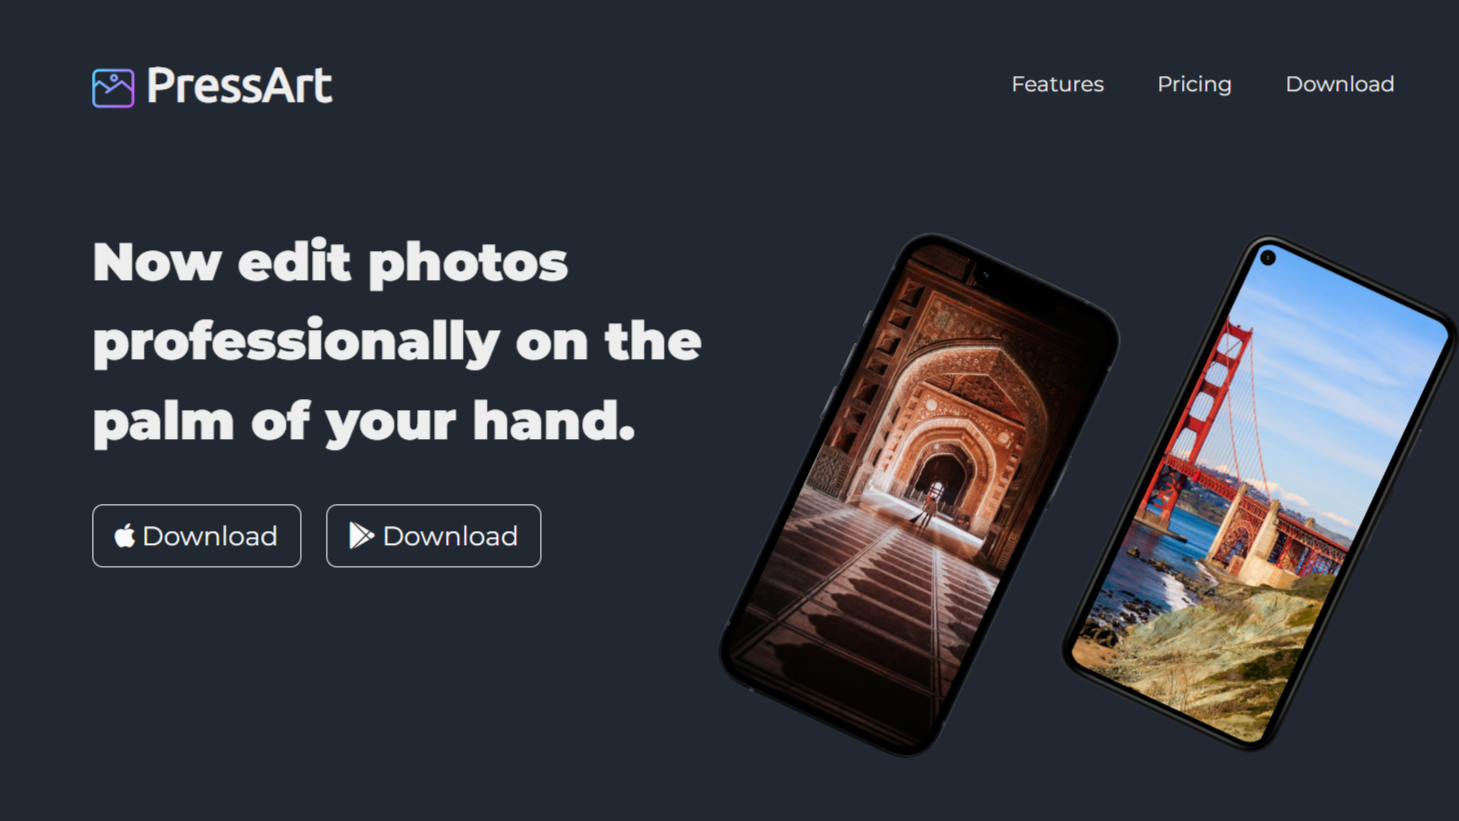 PressArt
Features Pricing Download
Now edit photos
professionally on the
palm of your hand.
Download Download